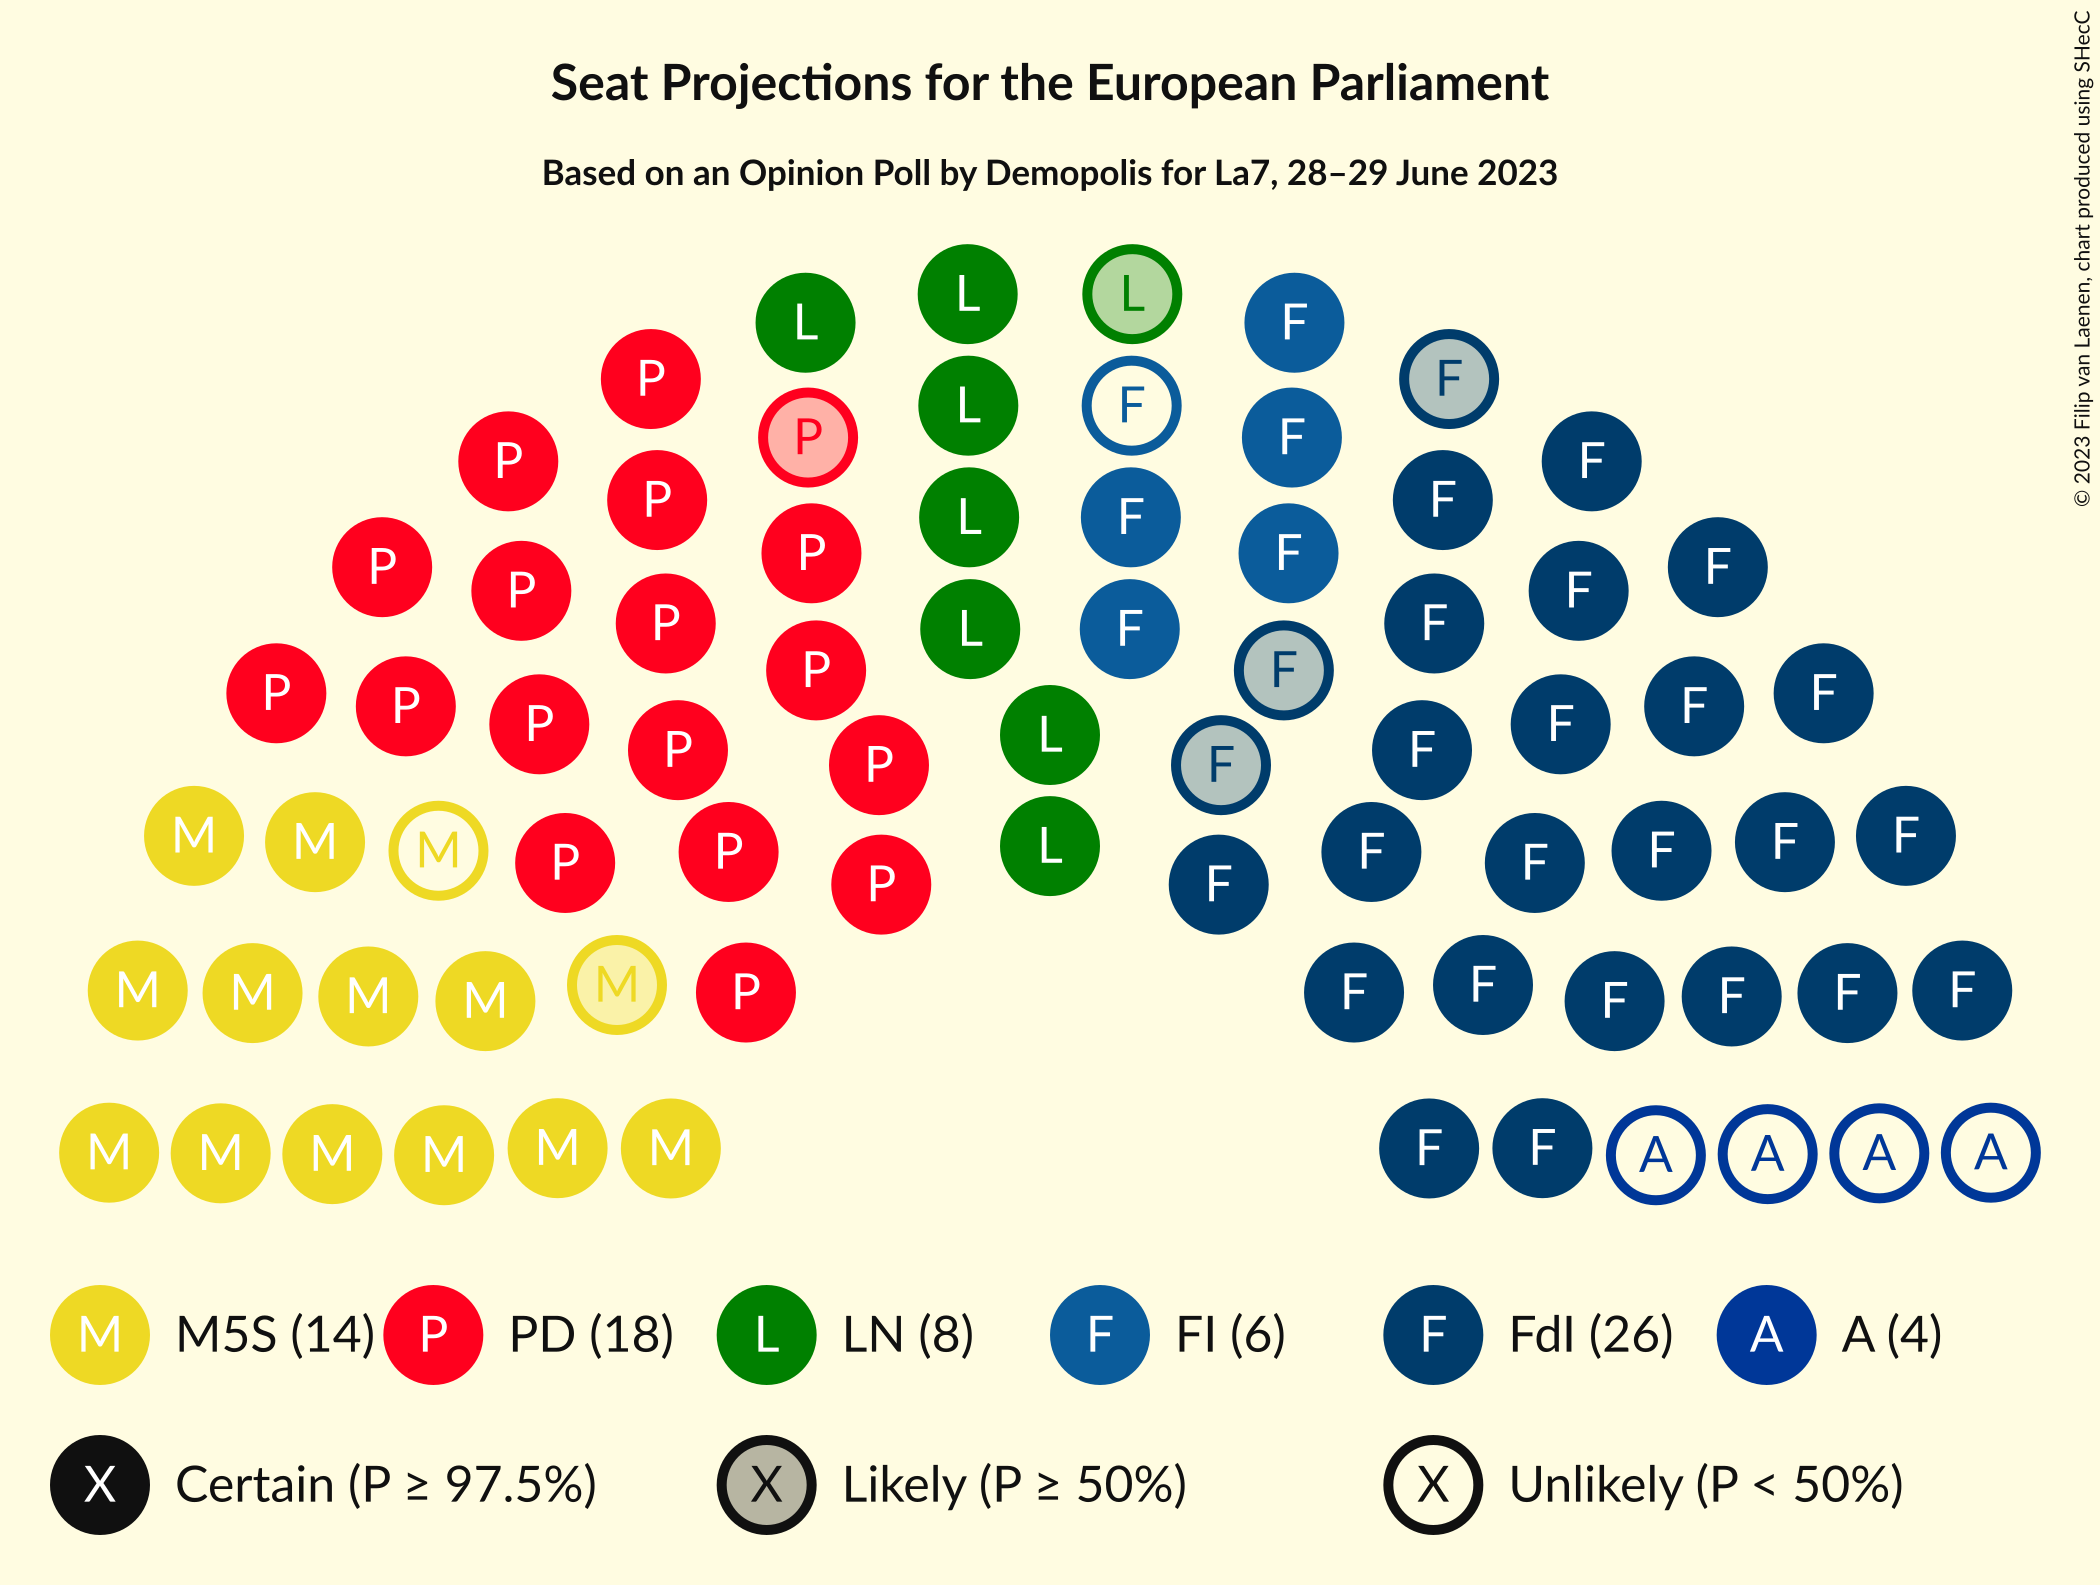 Seat Projections for the European Parliament
Based on an Opinion Poll by Demopolis for La7, 28–29 June 2023
© 2023 Filip van Laenen, chart produced using SHecC
L L
L F
P L F F
P L F F
P P F F
L F
P P P F F F
P F
P P F F
L F
P P P F F F
P P P L F F F F
P F
M M M P P P L F F F F F F
P F
M M M M M P F F F F F F
M M M M M M F F A A A A
M M5S (14) P PD (18) L LN (8) F FI (6) F FdI (26) A A (4)
X Certain (P ≥ 97.5%) X Likely (P ≥ 50%) X Unlikely (P < 50%)